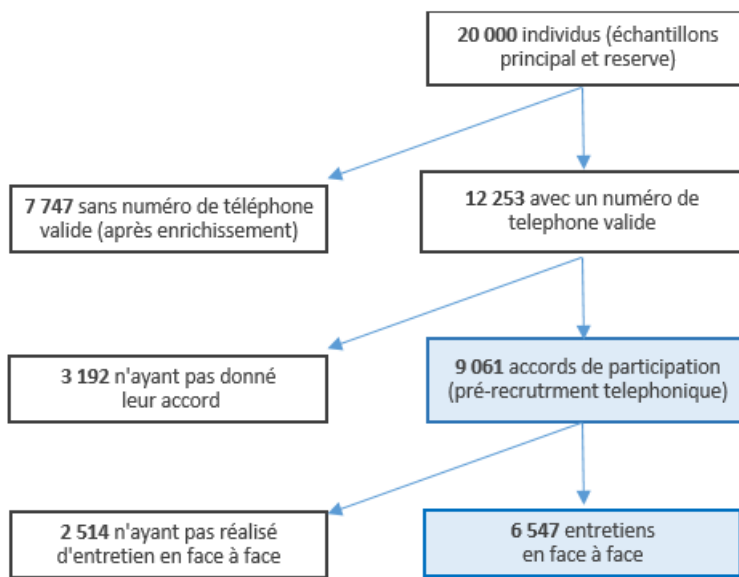 20 000 individus (échantillons
principal et reserve)
7 747 sans numéro de téléphone
valide (après enrichissement)
12 253 avec un numéro de
telephone valide
3 192 n'ayant pas donné
leur accord
9 061 accords de participation
(pré-recrutrment telephonique)
2 514 n'ayant pas réalisé
d'entretien en face à face
6 547 entretiens
en face à face